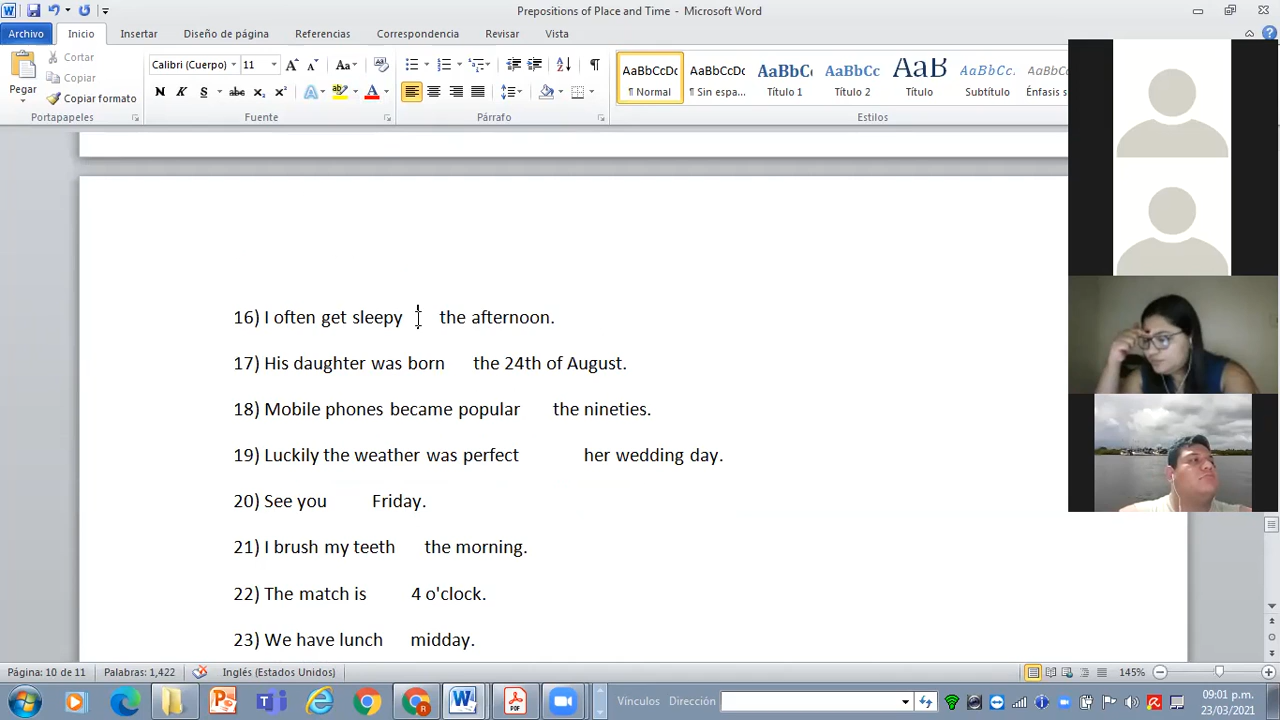 Prepositions of Place and Time - Microsoft Word
Archivo Inicio Insertar Diseño de página Referencias Correspondencia Revisar Vista
Pegar
Cortar
Copiar
Copiar formato
Portapapeles
Calibri (Cuerpo) 11
Fuente
Párrafo
AaBbCcDc AaBbCcDc AaBbC AaBbCc AaB AaBbCc. AaBbCc
¶ Normal ¶ Sin espa... Título 1 Título 2 Título Subtítulo Énfasis s
Estilos
16) I often get sleepy the afternoon.
17) His daughter was born the 24th of August.
18) Mobile phones became popular the nineties.
19) Luckily the weather was perfect her wedding day.
20) See you Friday.
21) I brush my teeth the morning.
22) The match is 4 o'clock.
23) We have lunch midday.
Página: 10 de 11 Palabras: 1,422 Inglés (Estados Unidos) 145%
Vínculos Dirección
09:01 p.m.
23/03/2021